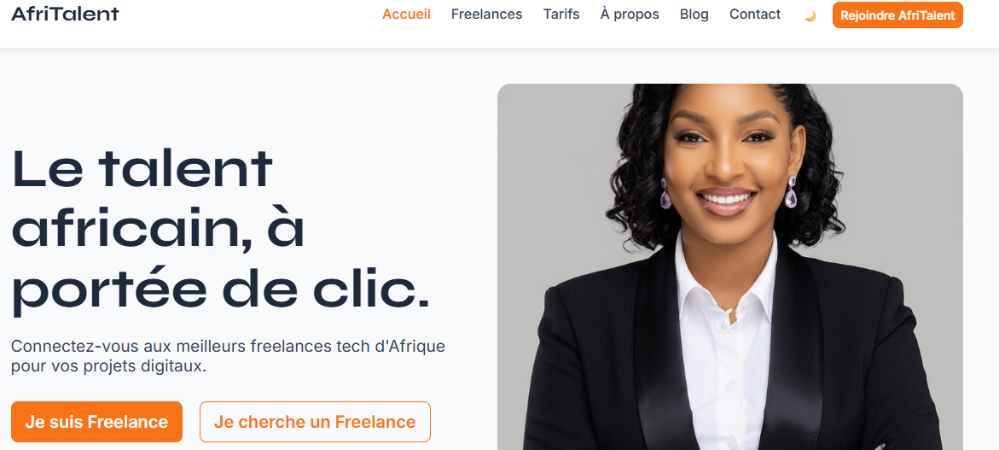 AfriTalent
Accueil Freelances Tarifs À propos Blog Contact Rejoindre AfriTalent
Le talent
africain, à
portée de clic.
Connectez-vous aux meilleurs freelances tech d'Afrique
pour vos projets digitaux.
Je suis Freelance
Je cherche un Freelance